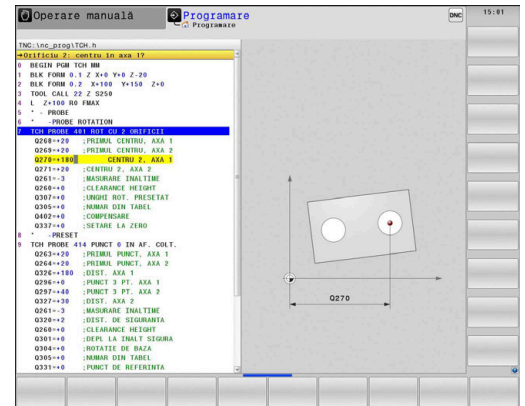 Operare manuală
Programare
Programare
DNC
15:01
TNC:\nc_prog\TCH.h
→Orificiu 2: centru în axa 1?
0 BEGIN PGM TCH MM
1 BLK FORM 0.1 Z X+0 Y+0 Z-20
2 BLK FORM 0.2 X+100 Y+150 Z+0
3 TOOL CALL 22 Z S250
4 L Z+100 R0 FMAX
5 * - PROBE
6 * -PROBE ROTATION
7 TCH PROBE 401 ROT CU 2 ORIFICII
Q268=+20 ;PRIMUL CENTRU, AXA 1
Q269=+20 ;PRIMUL CENTRU, AXA 2
Q270=+180 CENTRU 2, AXA 1
Q271=+20 ;CENTRU 2, AXA 2
Q261=-3 ;MASURARE INALTIME
Q260=+0 ;CLEARANCE HEIGHT
Q307=+0 ;UNGHI ROT. PRESETAT
Q305=+0 ;NUMAR DIN TABEL
Q402=+0 ;COMPENSARE
Q337=+0 ;SETARE LA ZERO
8 * -PRESET
9 TCH PROBE 414 PUNCT 0 IN AF. COLT.
Q263=+20 ;PRIMUL PUNCT, AXA 1
Q264=+20 ;PRIMUL PUNCT, AXA 2
Q326=+180 ;DIST. AXA 1
Q296=+0 ;PUNCT 3 PT. AXA 1
Q297=+40 ;PUNCT 3 PT. AXA 2
Q327=+30 ;DIST. AXA 2
Q261=-3 ;MASURARE INALTIME
Q320=+2 ;DIST. DE SIGURANTA
Q260=+0 ;CLEARANCE HEIGHT
Q301=+0 ;DEPL LA INALT SIGURA
Q304=+0 ;ROTATIE DE BAZA
Q305=+0 ;NUMAR DIN TABEL
Q331=+0 ;PUNCT DE REFERINTA
Q270